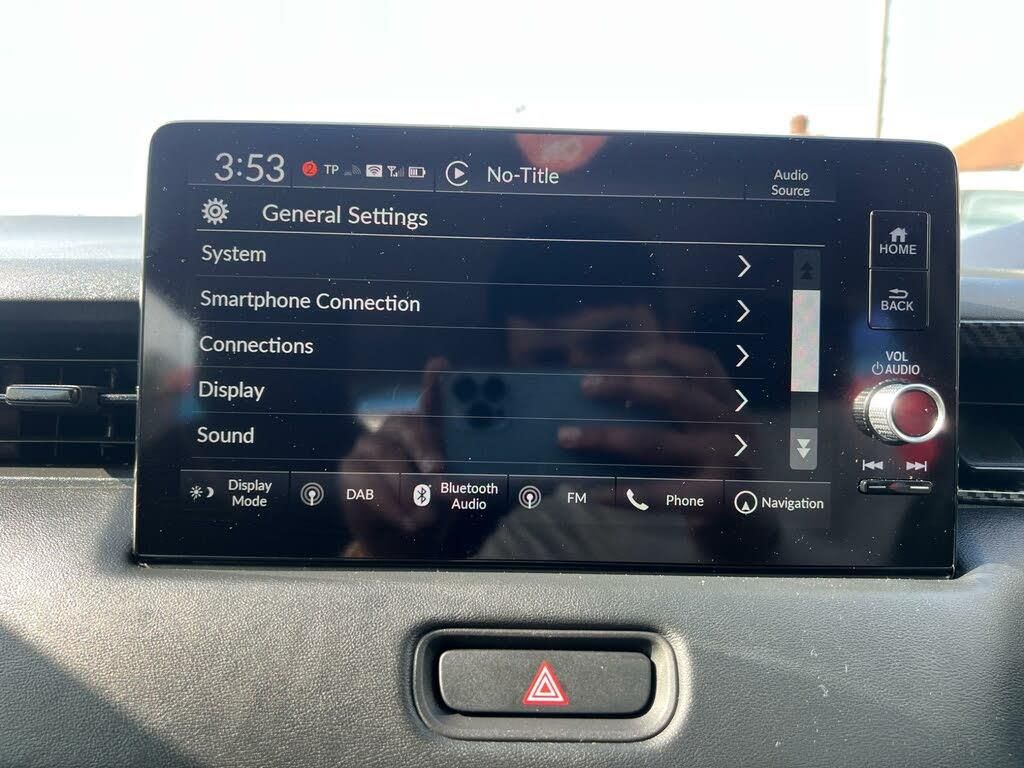 3:53 2 TP No-Title Audio
Source
General Settings
HOME
System
Smartphone Connection
BACK
Connections
VOL
AUDIO
Display
Sound
Display
Mode
DAB
Bluetooth
Audio
FM
Phone
Navigation